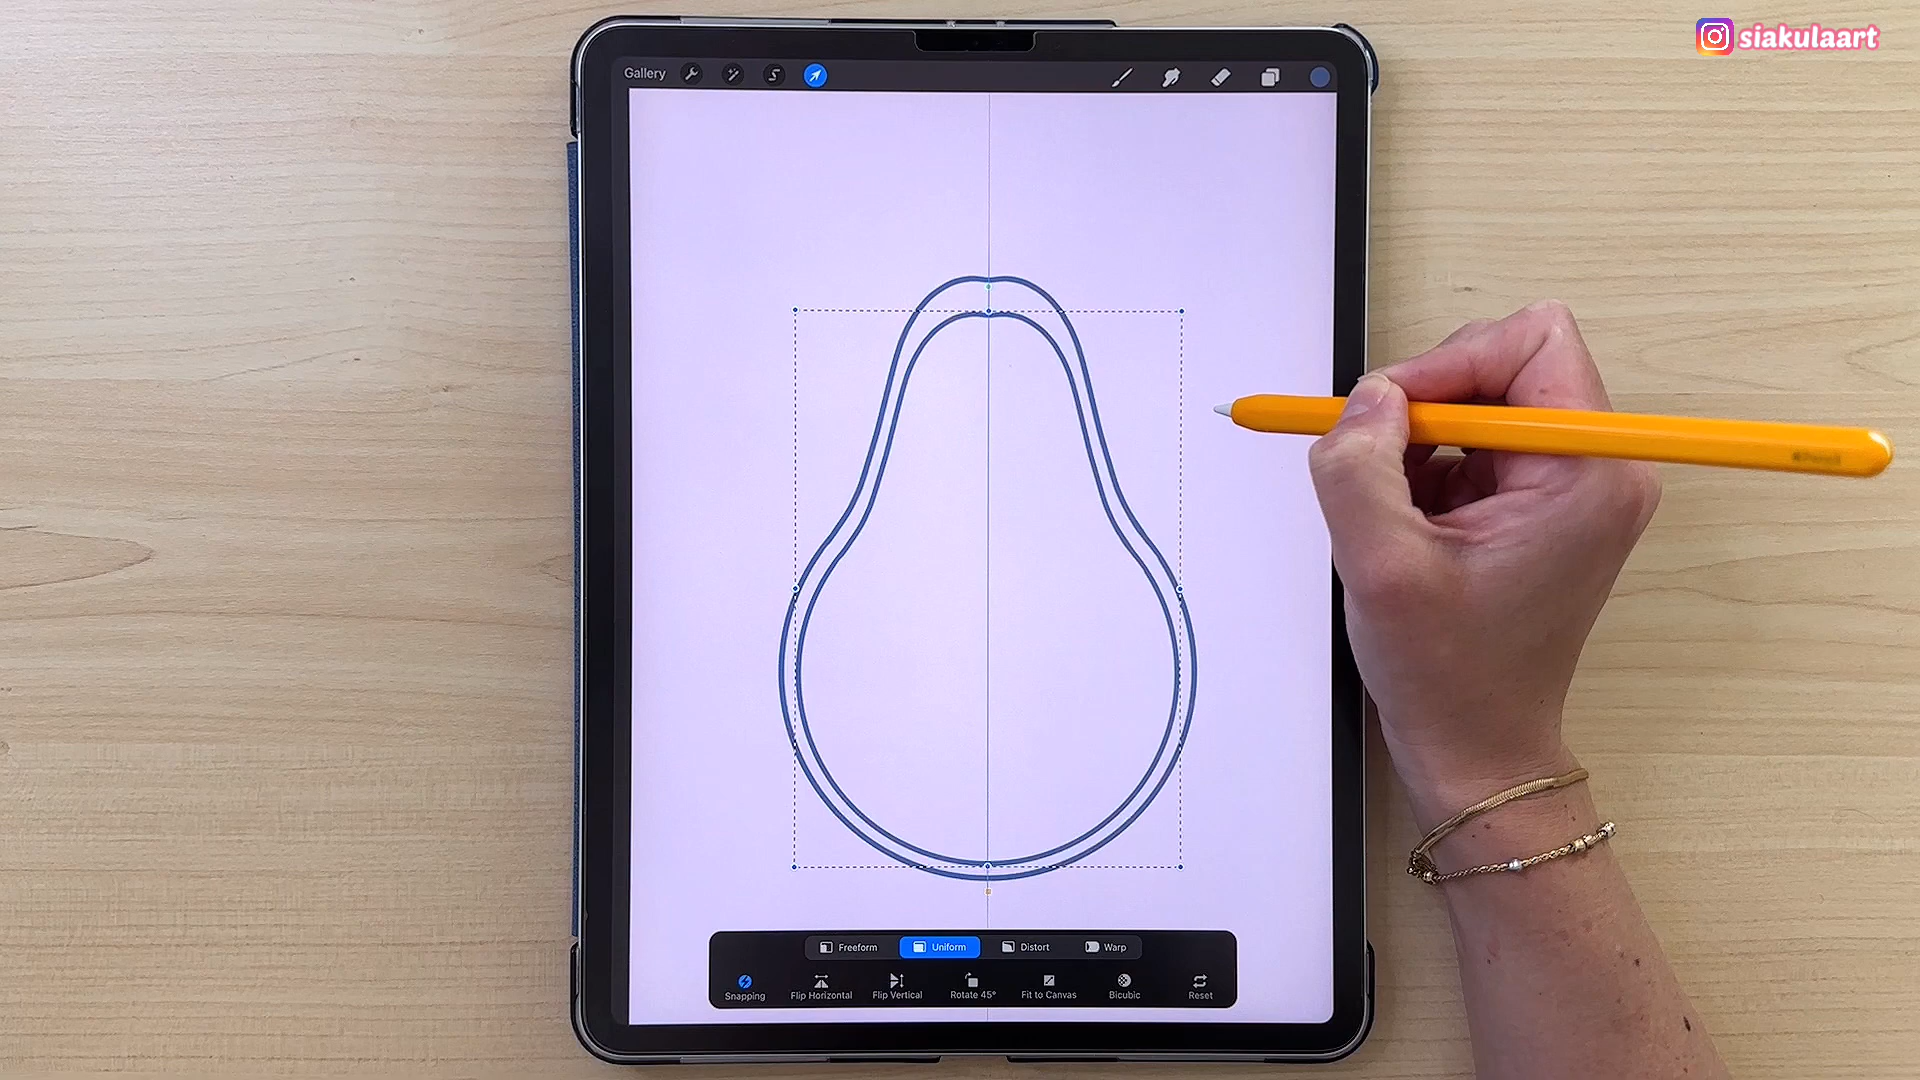 siakulaart
Gallery
Freeform Uniform Distort Warp
Snapping Flip Horizontal Flip Vertical Rotate 45° Fit to Canvas Bicubic Reset